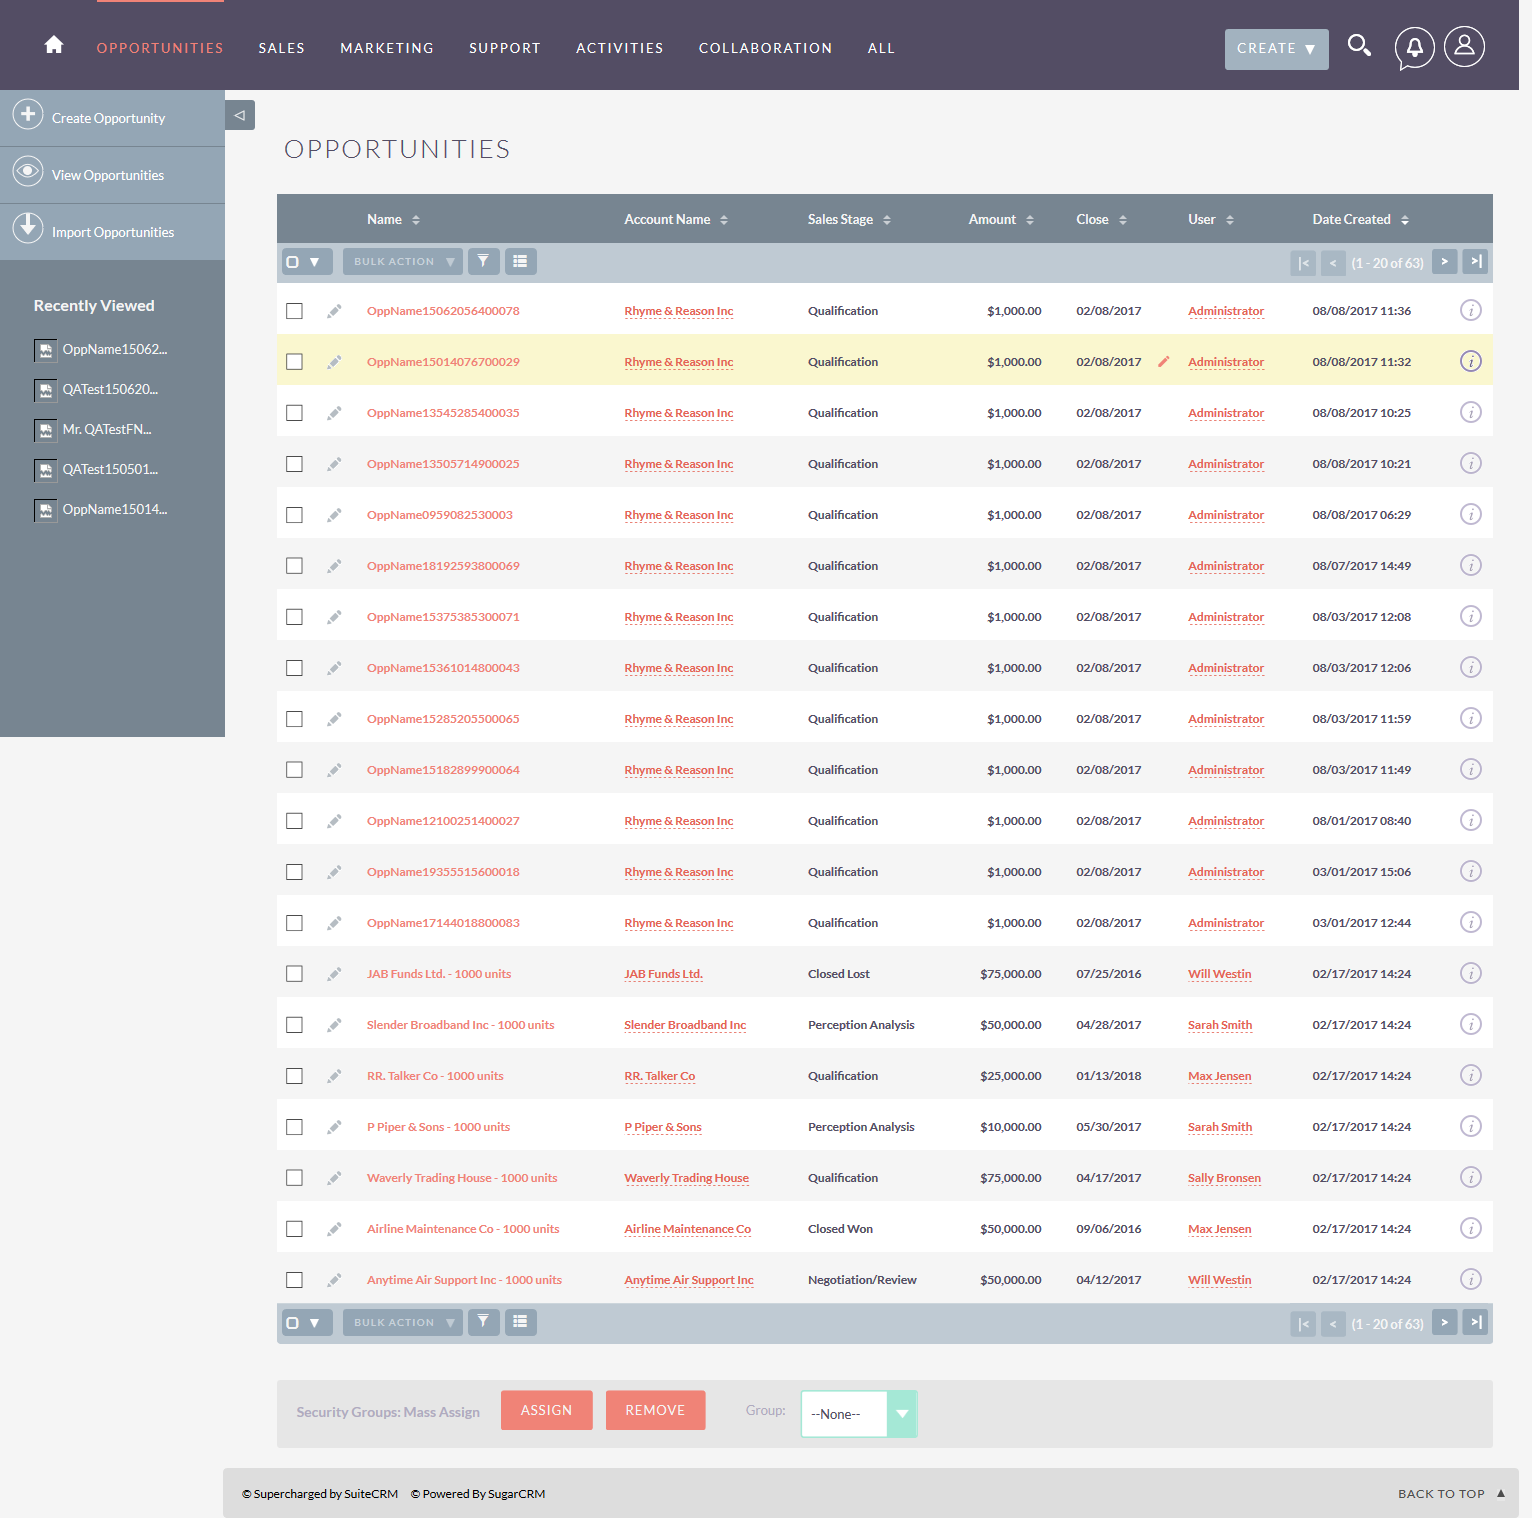 OPPORTUNITIES SALES MARKETING SUPPORT ACTIVITIES COLLABORATION ALL CREATE
Create Opportunity
View Opportunities
Import Opportunities
Recently Viewed
OppName15062...
QATest150620...
Mr. QATestFN...
QATest150501...
OppName15014...
OPPORTUNITIES
Name Account Name Sales Stage Amount Close User Date Created
BULK ACTION (1 - 20 of 63)
OppName15062056400078 Rhyme & Reason Inc Qualification $1,000.00 02/08/2017 Administrator 08/08/2017 11:36
OppName15014076700029 Rhyme & Reason Inc Qualification $1,000.00 02/08/2017 Administrator 08/08/2017 11:32
OppName13545285400035 Rhyme & Reason Inc Qualification $1,000.00 02/08/2017 Administrator 08/08/2017 10:25
OppName13505714900025 Rhyme & Reason Inc Qualification $1,000.00 02/08/2017 Administrator 08/08/2017 10:21
OppName0959082530003 Rhyme & Reason Inc Qualification $1,000.00 02/08/2017 Administrator 08/08/2017 06:29
OppName18192593800069 Rhyme & Reason Inc Qualification $1,000.00 02/08/2017 Administrator 08/07/2017 14:49
OppName15375385300071 Rhyme & Reason Inc Qualification $1,000.00 02/08/2017 Administrator 08/03/2017 12:08
OppName15361014800043 Rhyme & Reason Inc Qualification $1,000.00 02/08/2017 Administrator 08/03/2017 12:06
OppName15285205500065 Rhyme & Reason Inc Qualification $1,000.00 02/08/2017 Administrator 08/03/2017 11:59
OppName15182899900064 Rhyme & Reason Inc Qualification $1,000.00 02/08/2017 Administrator 08/03/2017 11:49
OppName12100251400027 Rhyme & Reason Inc Qualification $1,000.00 02/08/2017 Administrator 08/01/2017 08:40
OppName19355515600018 Rhyme & Reason Inc Qualification $1,000.00 02/08/2017 Administrator 03/01/2017 15:06
OppName17144018800083 Rhyme & Reason Inc Qualification $1,000.00 02/08/2017 Administrator 03/01/2017 12:44
JAB Funds Ltd. - 1000 units JAB Funds Ltd. Closed Lost $75,000.00 07/25/2016 Will Westin 02/17/2017 14:24
Slender Broadband Inc - 1000 units Slender Broadband Inc Perception Analysis $50,000.00 04/28/2017 Sarah Smith 02/17/2017 14:24
RR. Talker Co - 1000 units RR. Talker Co Qualification $25,000.00 01/13/2018 Max Jensen 02/17/2017 14:24
P Piper & Sons - 1000 units P Piper & Sons Perception Analysis $10,000.00 05/30/2017 Sarah Smith 02/17/2017 14:24
Waverly Trading House - 1000 units Waverly Trading House Qualification $75,000.00 04/17/2017 Sally Bronsen 02/17/2017 14:24
Airline Maintenance Co - 1000 units Airline Maintenance Co Closed Won $50,000.00 09/06/2016 Max Jensen 02/17/2017 14:24
Anytime Air Support Inc - 1000 units Anytime Air Support Inc Negotiation/Review $50,000.00 04/12/2017 Will Westin 02/17/2017 14:24
BULK ACTION (1 - 20 of 63)
Security Groups: Mass Assign ASSIGN REMOVE Group: --None--
© Supercharged by SuiteCRM © Powered By SugarCRM BACK TO TOP